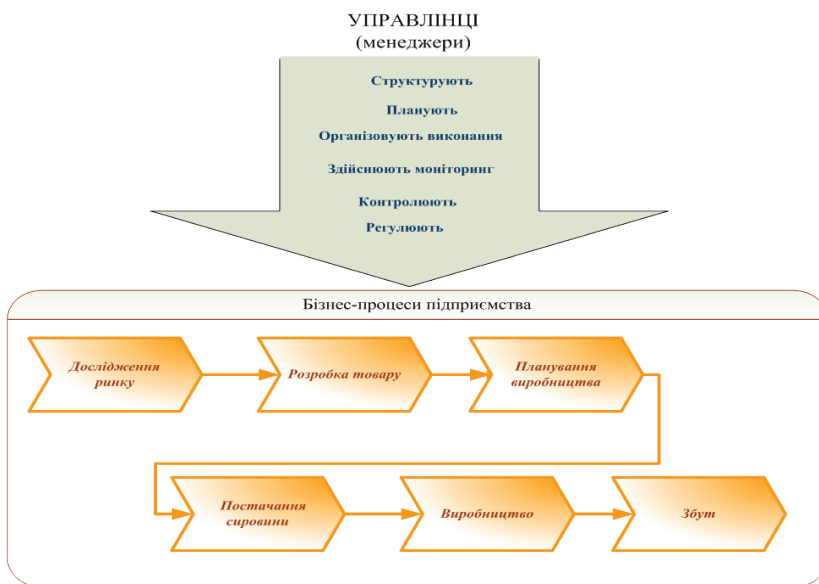 УПРАВЛІНЦІ
(менеджери)
Структурують
Планують
Організовують виконання
Здійснюють моніторинг
Контролюють
Регулюють
Бізнес-процеси підприємства
Дослідження
ринку
Розробка товару
Планування
виробництва
Постачання
сировини
Виробництво
Збут